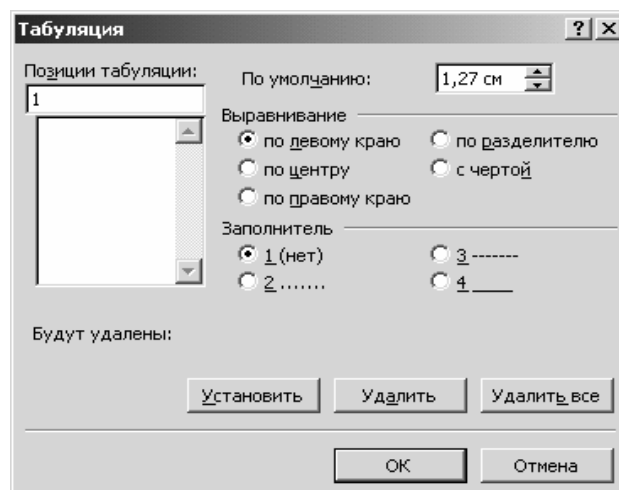 Табуляция
Позиции табуляции:
По умолчанию:
1,27 см
1
Выравнивание
по левому краю
по разделителю
по центру
с чертой
по правому краю
Заполнитель
1 (нет)
3 -------
2 .......
4 ____
Будут удалены:
Установить
Удалить
Удалить все
ОК
Отмена